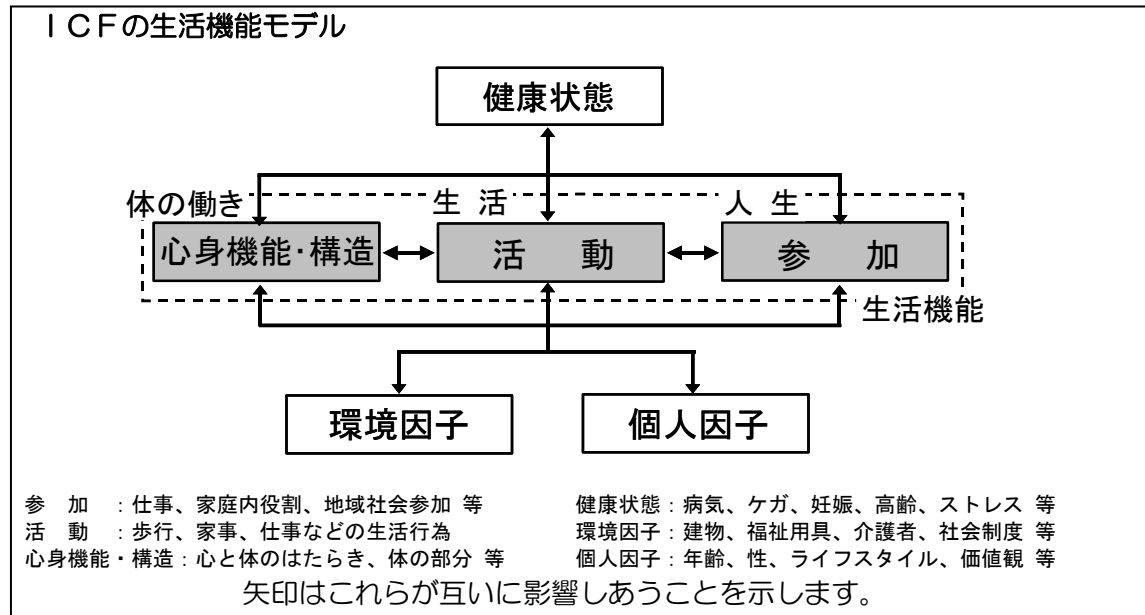 ＩＣＦの生活機能モデル
健康状態
体の働き
生 活
人 生
心身機能・構造
活　動
参　加
生活機能
環境因子
個人因子
参　加　：仕事、家庭内役割、地域社会参加 等
活　動　：歩行、家事、仕事などの生活行為
心身機能・構造：心と体のはたらき、体の部分 等
健康状態：病気、ケガ、妊娠、高齢、ストレス 等
環境因子：建物、福祉用具、介護者、社会制度 等
個人因子：年齢、性、ライフスタイル、価値観 等
矢印はこれらが互いに影響しあうことを示します。